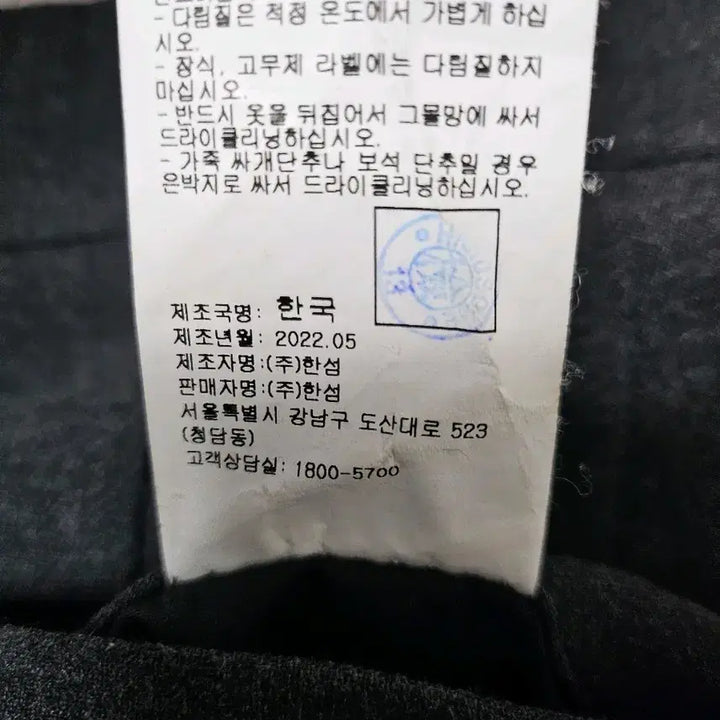 - 다림질은 적정 온도에서 가볍게 하십
시오.
- 장식, 고무제 라벨에는 다림질하지
마십시오.
- 반드시 옷을 뒤집어서 그물망에 싸서
드라이클리닝하십시오.
- 가죽 싸개단추나 보석 단추일 경우
은박지로 싸서 드라이클리닝하십시오.
제조국명: 한국
제조년월: 2022.05
제조자명:(주)한섬
판매자명:(주)한섬
서울특별시 강남구 도산대로 523
(청담동)
고객상담실: 1800-5700